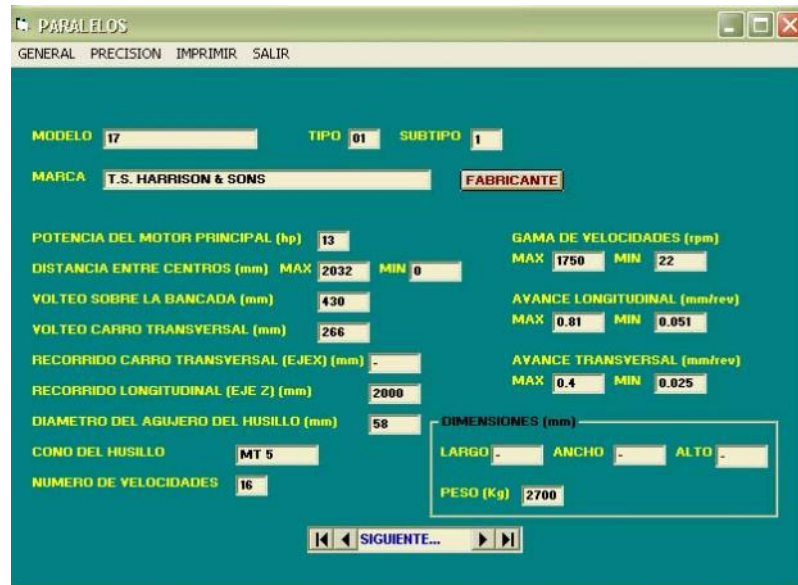 PARALELOS
GENERAL PRECISION IMPRIMIR SALIR
MODELO 17 TIPO 01 SUBTIPO 1
MARCA T.S. HARRISON & SONS FABRICANTE
POTENCIA DEL MOTOR PRINCIPAL (hp) 13
DISTANCIA ENTRE CENTROS (mm) MAX 2032 MIN 0
VOLTEO SOBRE LA BANCADA (mm) 430
VOLTEO CARRO TRANSVERSAL (mm) 266
RECORRIDO CARRO TRANSVERSAL (EJEX) (mm) -
RECORRIDO LONGITUDINAL (EJE Z) (mm) 2000
DIAMETRO DEL AGUJERO DEL HUSILLO (mm) 58
CONO DEL HUSILLO MT 5
NUMERO DE VELOCIDADES 16
GAMA DE VELOCIDADES (rpm)
MAX 1750 MIN 22
AVANCE LONGITUDINAL (mm/rev)
MAX 0.81 MIN 0.051
AVANCE TRANSVERSAL (mm/rev)
MAX 0.4 MIN 0.025
DIMENSIONES (mm)
LARGO - ANCHO - ALTO -
PESO (Kg) 2700
SIGUIENTE...